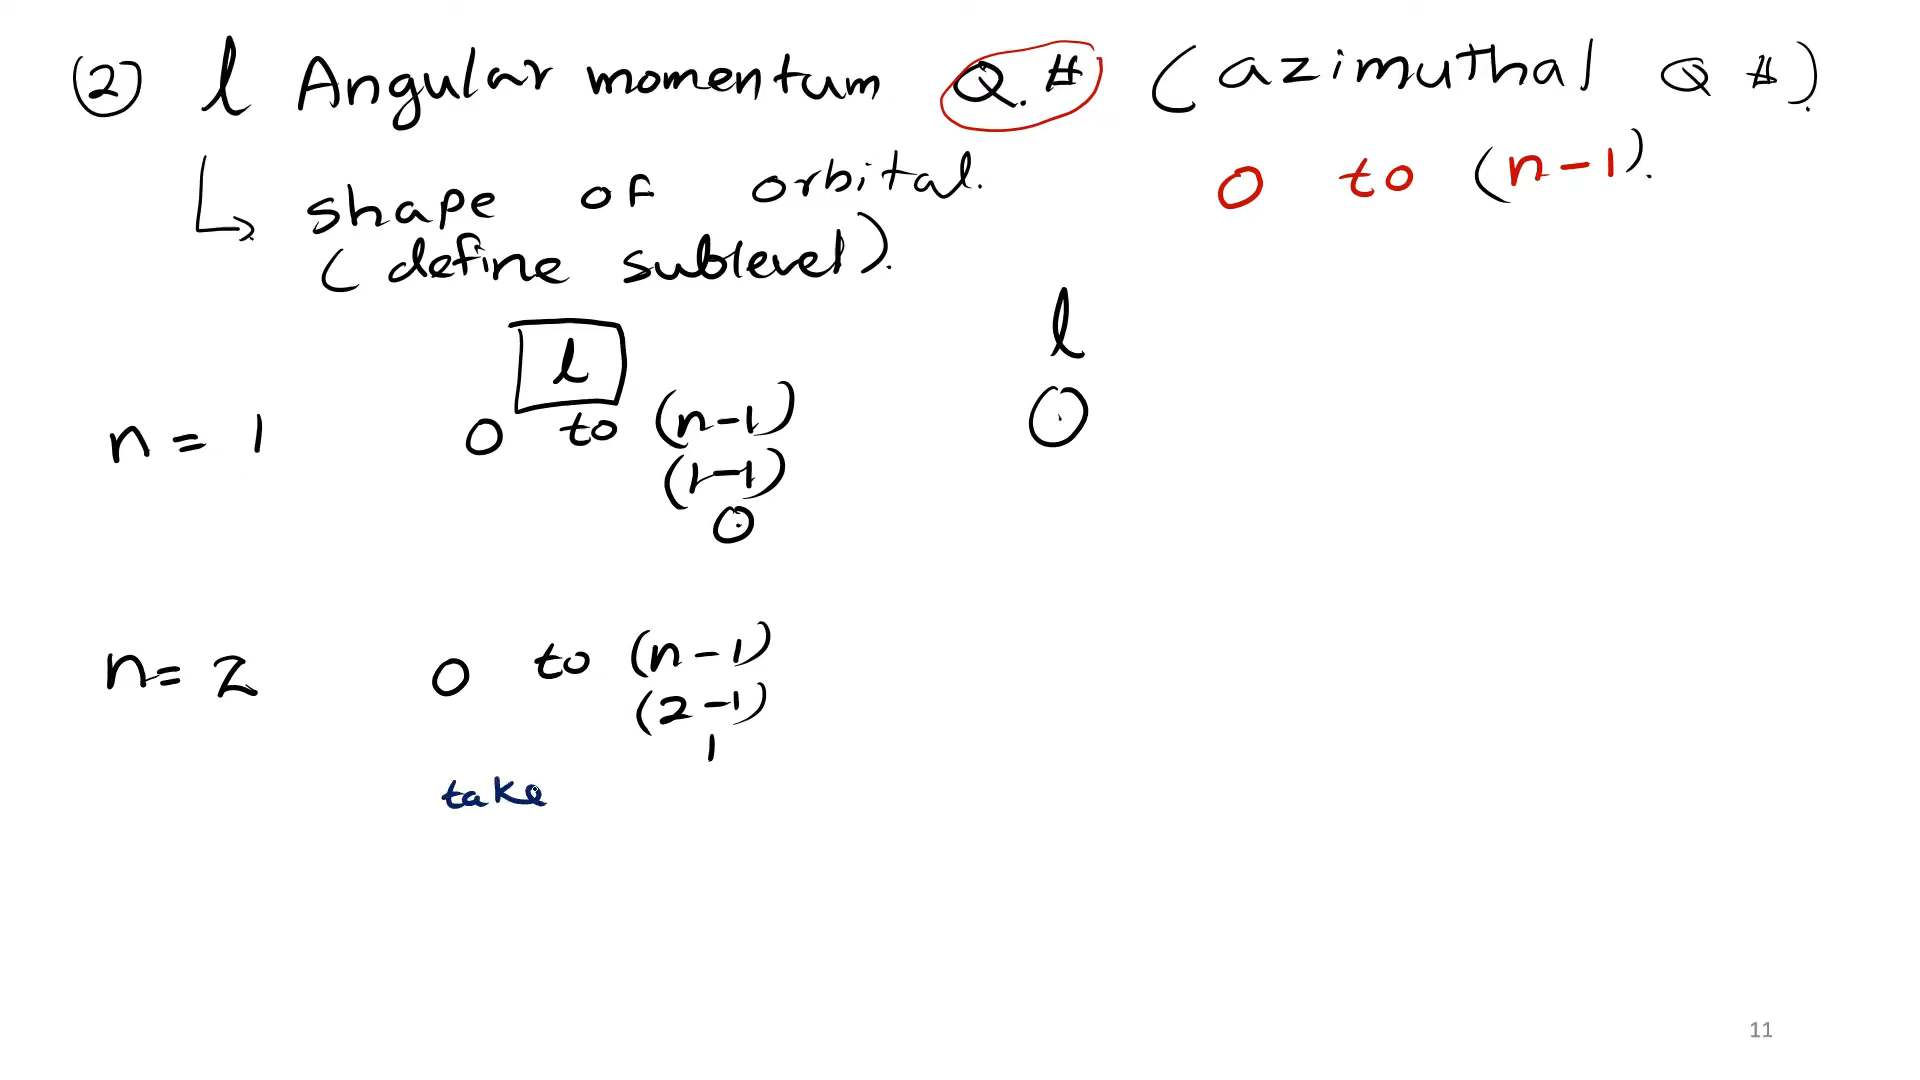 ② l Angular momentum Q.# (azimuthal Q #).
↳ shape of orbital. 0 to (n-1).
(define sublevel).
l l
n = 1 0 to (n-1) 0
(1-1)
0
n = 2 0 to (n-1)
(2-1)
1
take
11